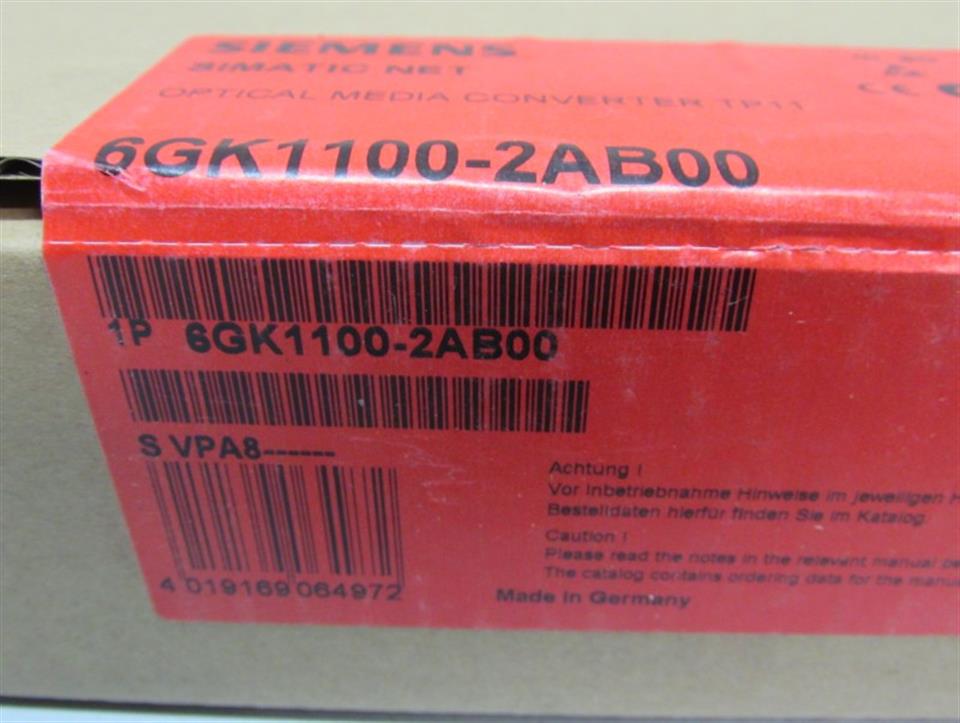 SIEMENS
SIMATIC NET
OPTICAL MEDIA CONVERTER TP11
6GK1100-2AB00
1P 6GK1100-2AB00
S VPA8------
4 019169 064972
Achtung !
Vor Inbetriebnahme Hinweise im jeweiligen
Bestelldaten hierfür finden Sie im Katalog
Caution !
Please read the notes in the relevant manual
The catalog contains ordering data for the
Made in Germany